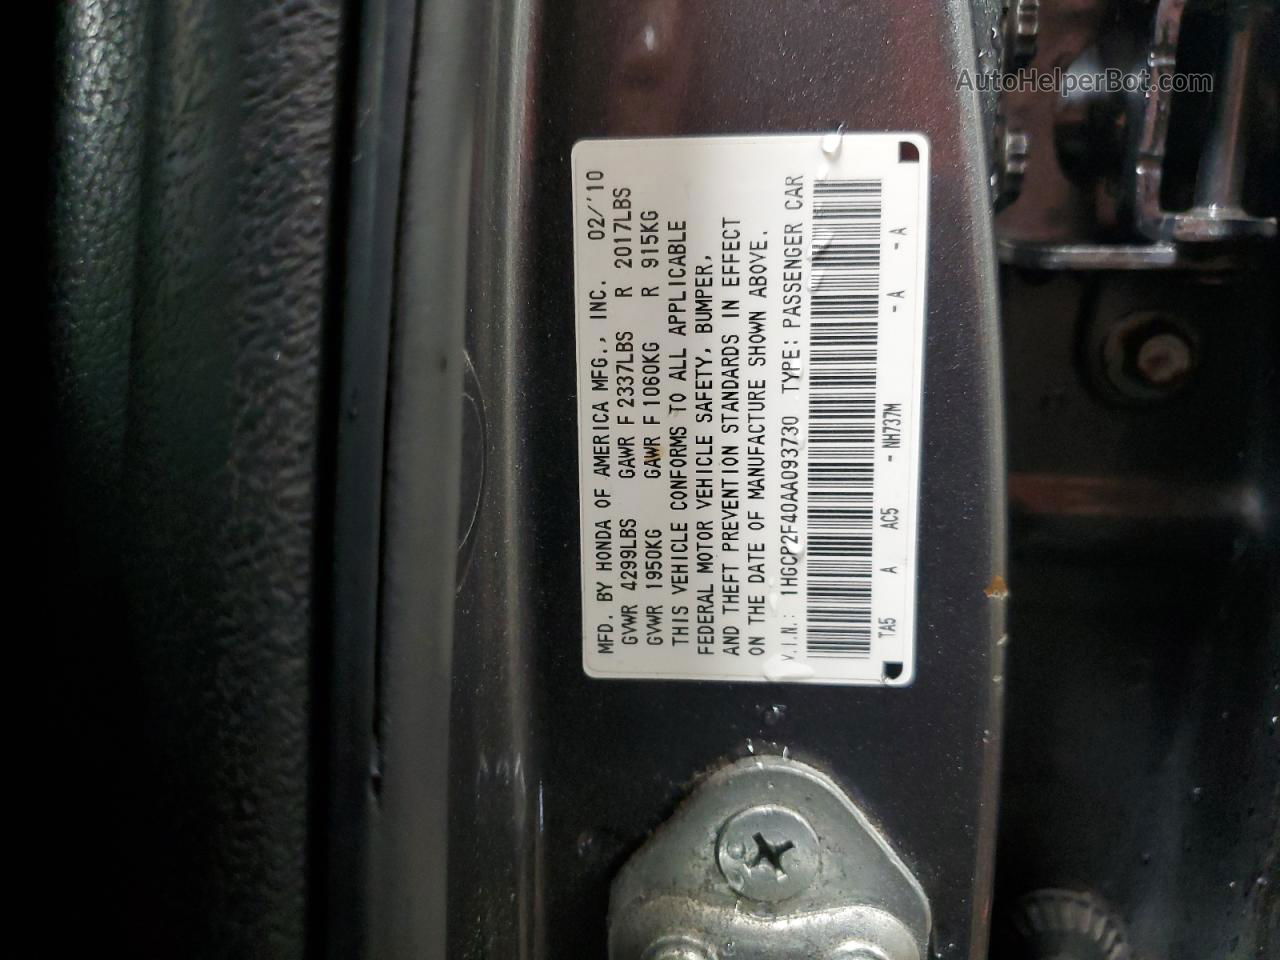 AutoHelperBot.com
MFD. BY HONDA OF AMERICA MFG., INC. 02/'10
GVWR 4299LBS GAWR F 2337LBS R 2017LBS
GVWR 1950KG GAWR F 1060KG R 915KG
THIS VEHICLE CONFORMS TO ALL APPLICABLE
FEDERAL MOTOR VEHICLE SAFETY, BUMPER,
AND THEFT PREVENTION STANDARDS IN EFFECT
ON THE DATE OF MANUFACTURE SHOWN ABOVE.
V.I.N.: 1HGCP2F40AA093730 TYPE: PASSENGER CAR
TA5 A AC5 - NH737M - A - A